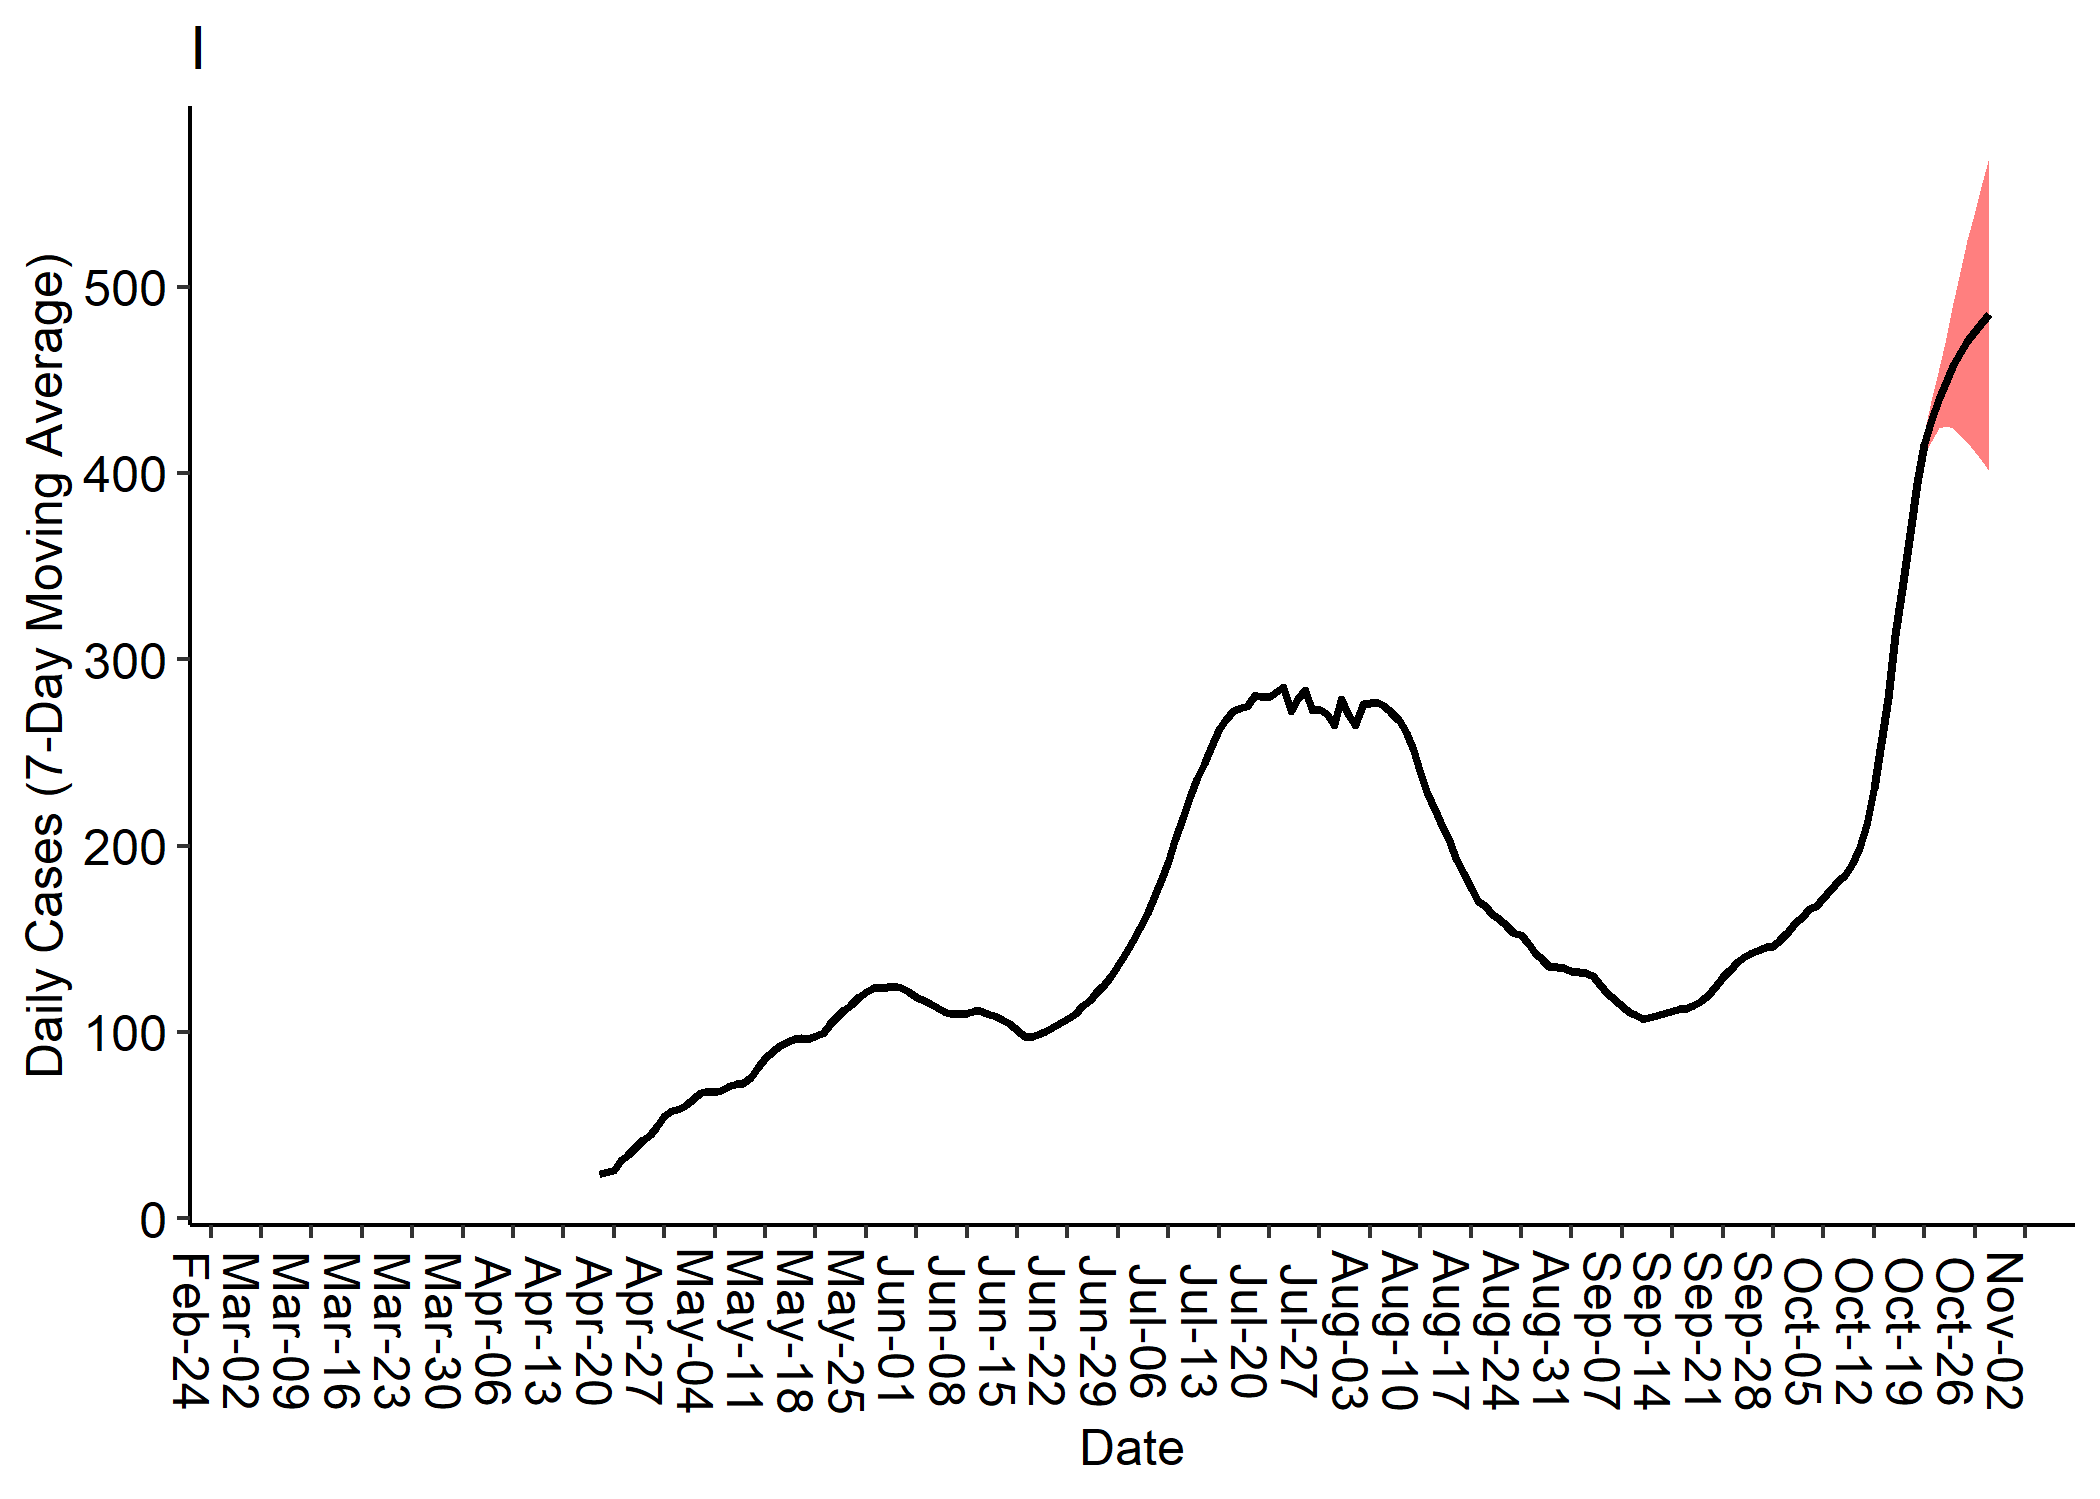 I
Daily Cases (7-Day Moving Average)
500
400
300
200
100
0
Feb-24
Mar-02
Mar-09
Mar-16
Mar-23
Mar-30
Apr-06
Apr-13
Apr-20
Apr-27
May-04
May-11
May-18
May-25
Jun-01
Jun-08
Jun-15
Jun-22
Jun-29
Jul-06
Jul-13
Jul-20
Jul-27
Aug-03
Aug-10
Aug-17
Aug-24
Aug-31
Sep-07
Sep-14
Sep-21
Sep-28
Oct-05
Oct-12
Oct-19
Oct-26
Nov-02
Date